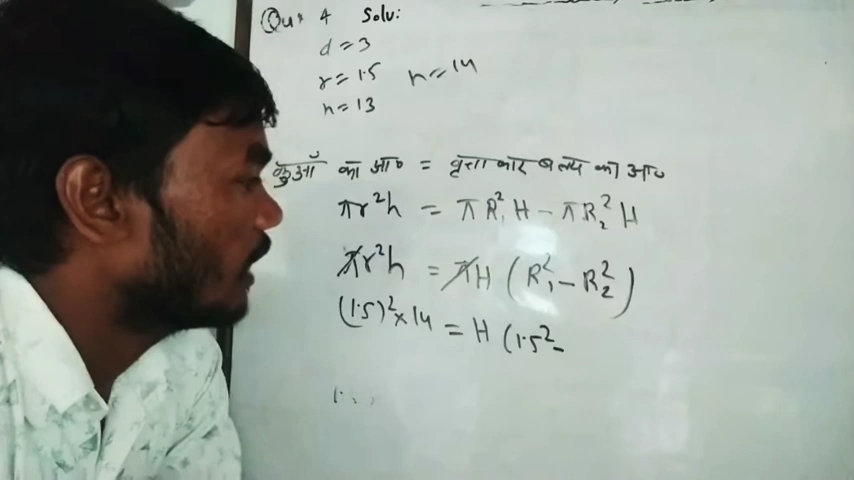 Qu: 4 Solv:
d = 3
r = 1.5 h = 14
h = 13
कुआँ का आ० = वृत्ताकार वलय का आ०
πr²h = πR₁²H - πR₂²H
πr²h = πH (R₁² - R₂²)
(1.5)² × 14 = H (1.5² -